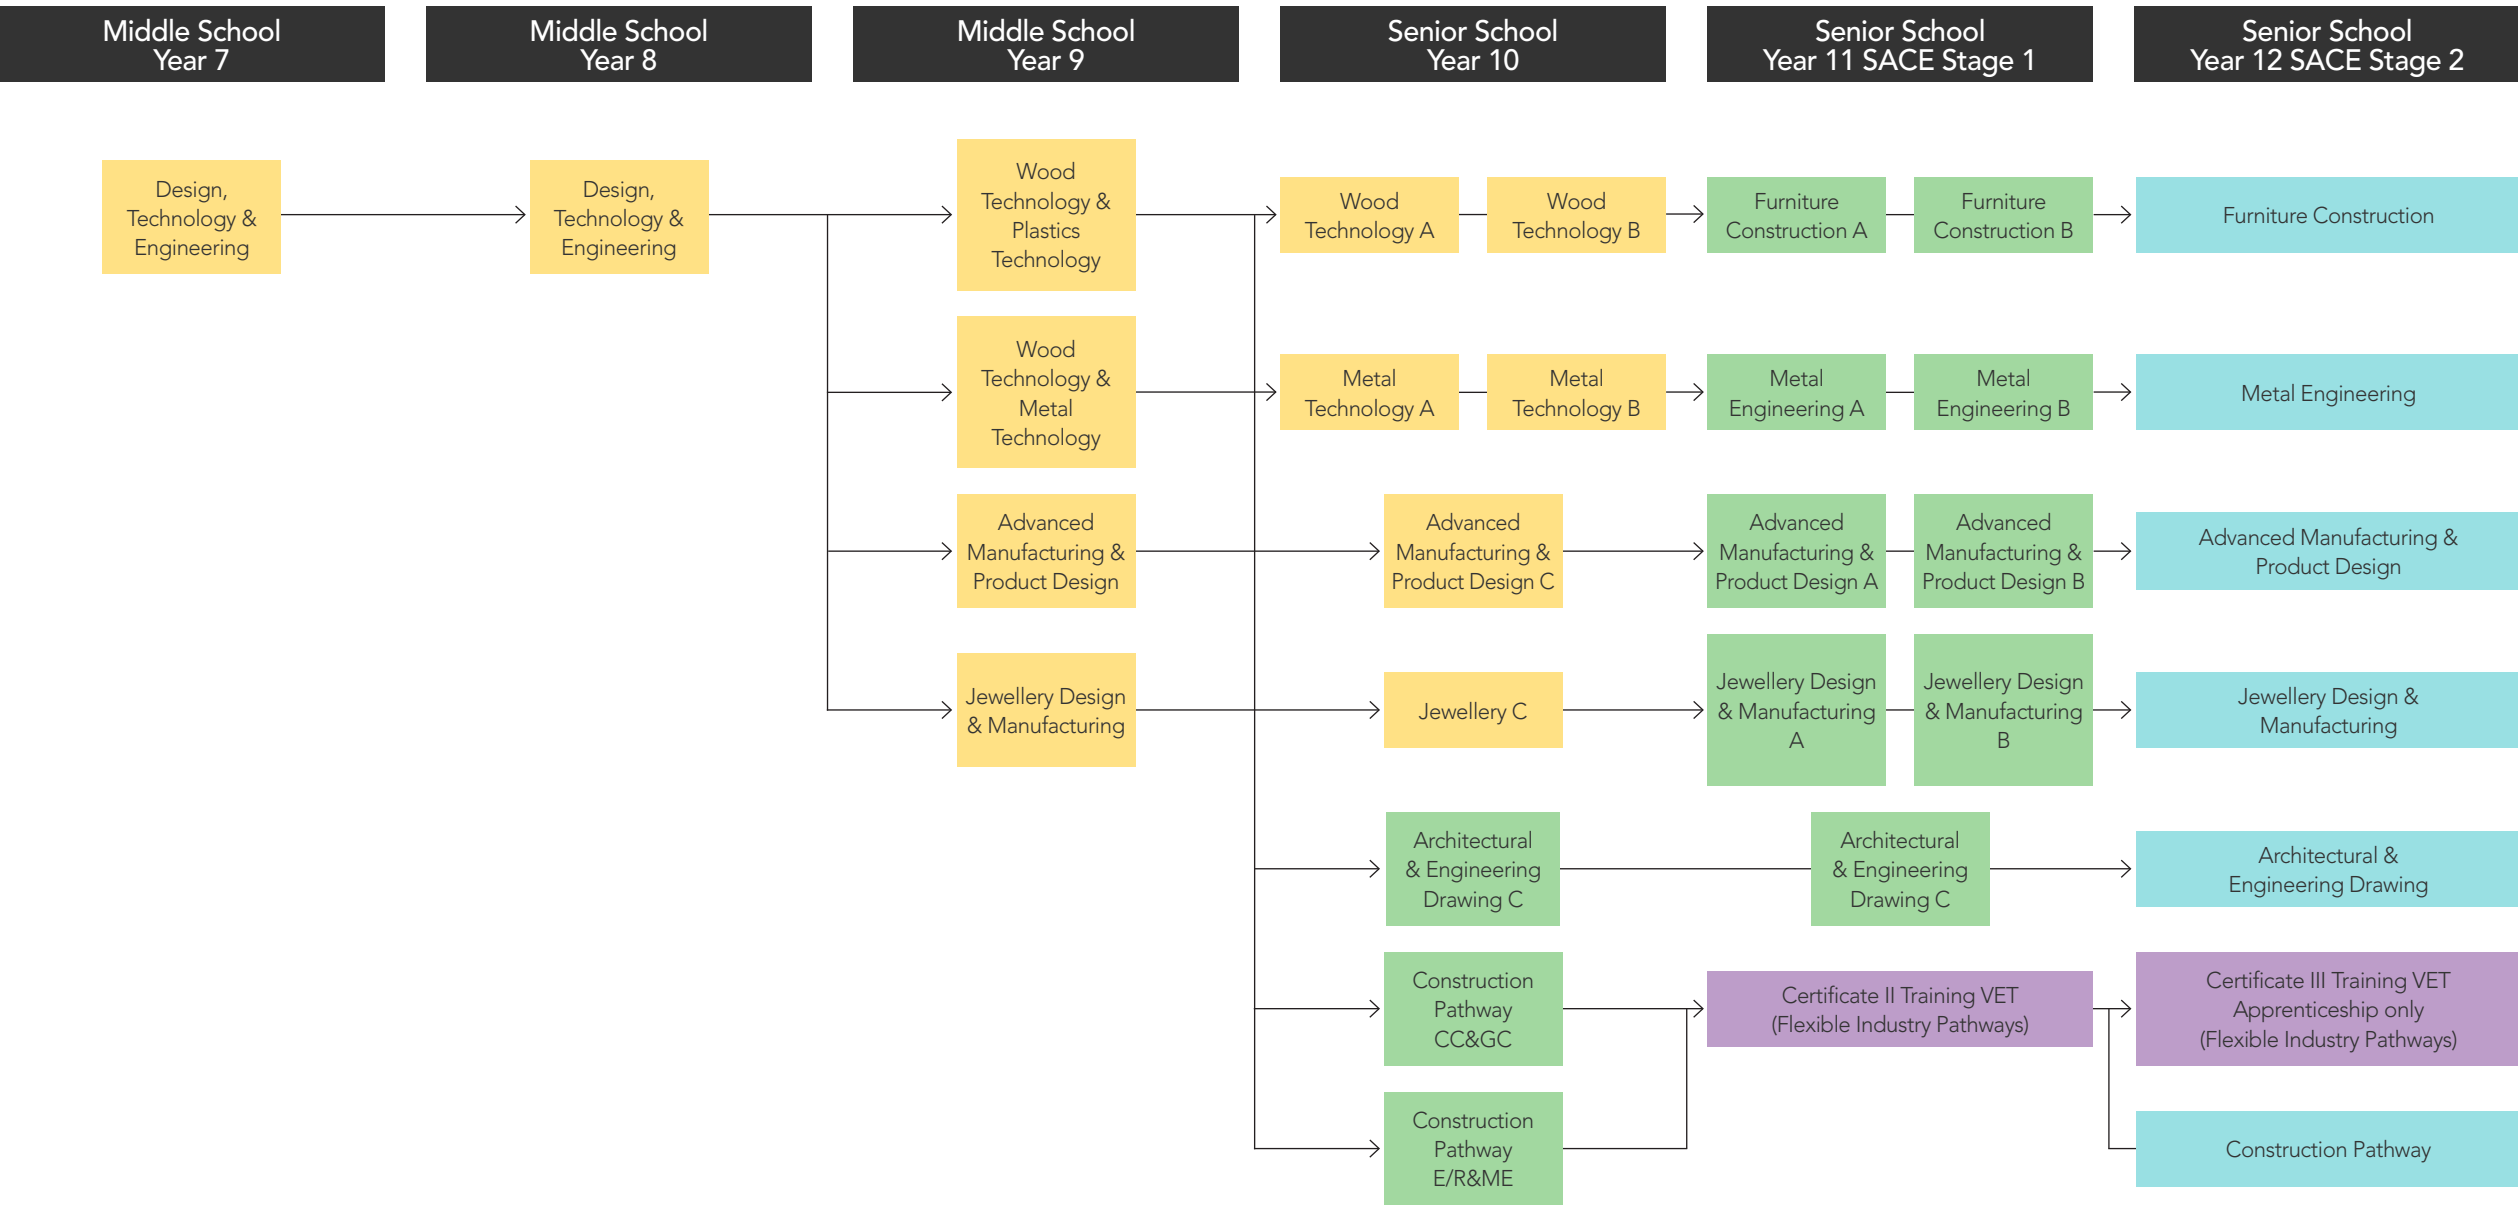 Middle School
Year 7
Middle School
Year 8
Middle School
Year 9
Senior School
Year 10
Senior School
Year 11 SACE Stage 1
Senior School
Year 12 SACE Stage 2
Design,
Technology &
Engineering
Design,
Technology &
Engineering
Wood
Technology &
Plastics
Technology
Wood
Technology A
Wood
Technology B
Furniture
Construction A
Furniture
Construction B
Furniture Construction
Wood
Technology &
Metal
Technology
Metal
Technology A
Metal
Technology B
Metal
Engineering A
Metal
Engineering B
Metal Engineering
Advanced
Manufacturing &
Product Design
Advanced
Manufacturing &
Product Design C
Advanced
Manufacturing &
Product Design A
Advanced
Manufacturing &
Product Design B
Advanced Manufacturing &
Product Design
Jewellery Design
& Manufacturing
Jewellery C
Jewellery Design
& Manufacturing
A
Jewellery Design
& Manufacturing
B
Jewellery Design &
Manufacturing
Architectural
& Engineering
Drawing C
Architectural
& Engineering
Drawing C
Architectural &
Engineering Drawing
Construction
Pathway
CC&GC
Certificate II Training VET
(Flexible Industry Pathways)
Certificate III Training VET
Apprenticeship only
(Flexible Industry Pathways)
Construction
Pathway
E/R&ME
Construction Pathway